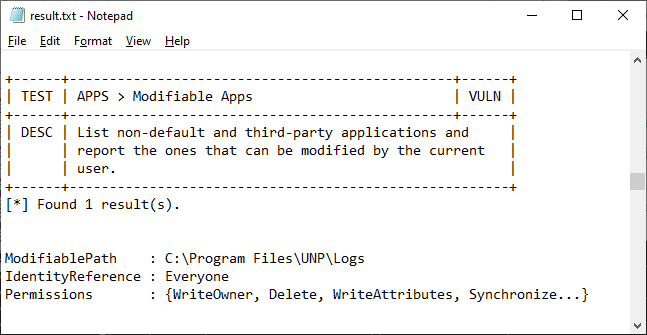 result.txt - Notepad
File Edit Format View Help
+------+-----------------------------------------------+------+
| TEST | APPS > Modifiable Apps                        | VULN |
+------+-----------------------------------------------+------+
| DESC | List non-default and third-party applications and    |
|      | report the ones that can be modified by the current  |
|      | user.                                                |
+------+------------------------------------------------------+
[*] Found 1 result(s).
ModifiablePath    : C:\Program Files\UNP\Logs
IdentityReference : Everyone
Permissions       : {WriteOwner, Delete, WriteAttributes, Synchronize...}